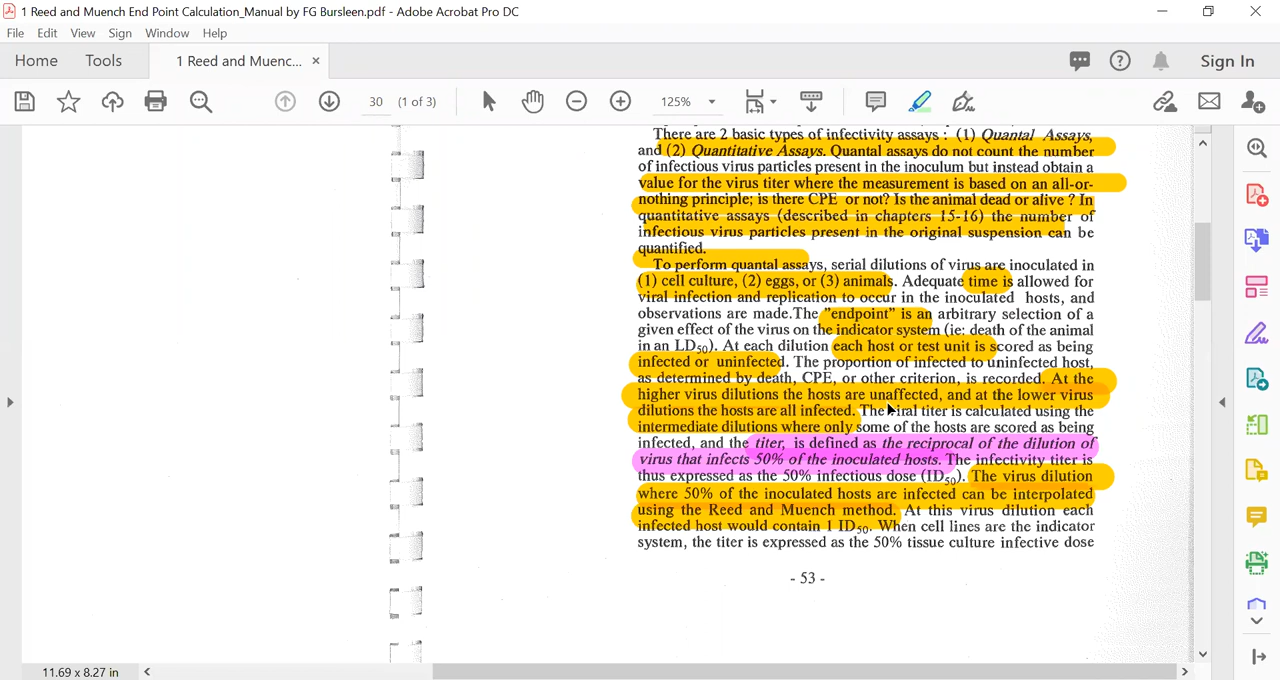 1 Reed and Muench End Point Calculation_Manual by FG Bursleen.pdf - Adobe Acrobat Pro DC
File Edit View Sign Window Help
Home Tools 1 Reed and Muenc... × Sign In
30 (1 of 3) 125%
There are 2 basic types of infectivity assays : (1) Quantal Assays,
and (2) Quantitative Assays. Quantal assays do not count the number
of infectious virus particles present in the inoculum but instead obtain a
value for the virus titer where the measurement is based on an all-or-
nothing principle; is there CPE or not? Is the animal dead or alive ? In
quantitative assays (described in chapters 15-16) the number of
infectious virus particles present in the original suspension can be
quantified.
To perform quantal assays, serial dilutions of virus are inoculated in
(1) cell culture, (2) eggs, or (3) animals. Adequate time is allowed for
viral infection and replication to occur in the inoculated hosts, and
observations are made.The "endpoint" is an arbitrary selection of a
given effect of the virus on the indicator system (ie: death of the animal
in an LD50). At each dilution each host or test unit is scored as being
infected or uninfected. The proportion of infected to uninfected host,
as determined by death, CPE, or other criterion, is recorded. At the
higher virus dilutions the hosts are unaffected, and at the lower virus
dilutions the hosts are all infected. The viral titer is calculated using the
intermediate dilutions where only some of the hosts are scored as being
infected, and the titer, is defined as the reciprocal of the dilution of
virus that infects 50% of the inoculated hosts. The infectivity titer is
thus expressed as the 50% infectious dose (ID50). The virus dilution
where 50% of the inoculated hosts are infected can be interpolated
using the Reed and Muench method. At this virus dilution each
infected host would contain 1 ID50. When cell lines are the indicator
system, the titer is expressed as the 50% tissue culture infective dose
- 53 -
11.69 x 8.27 in